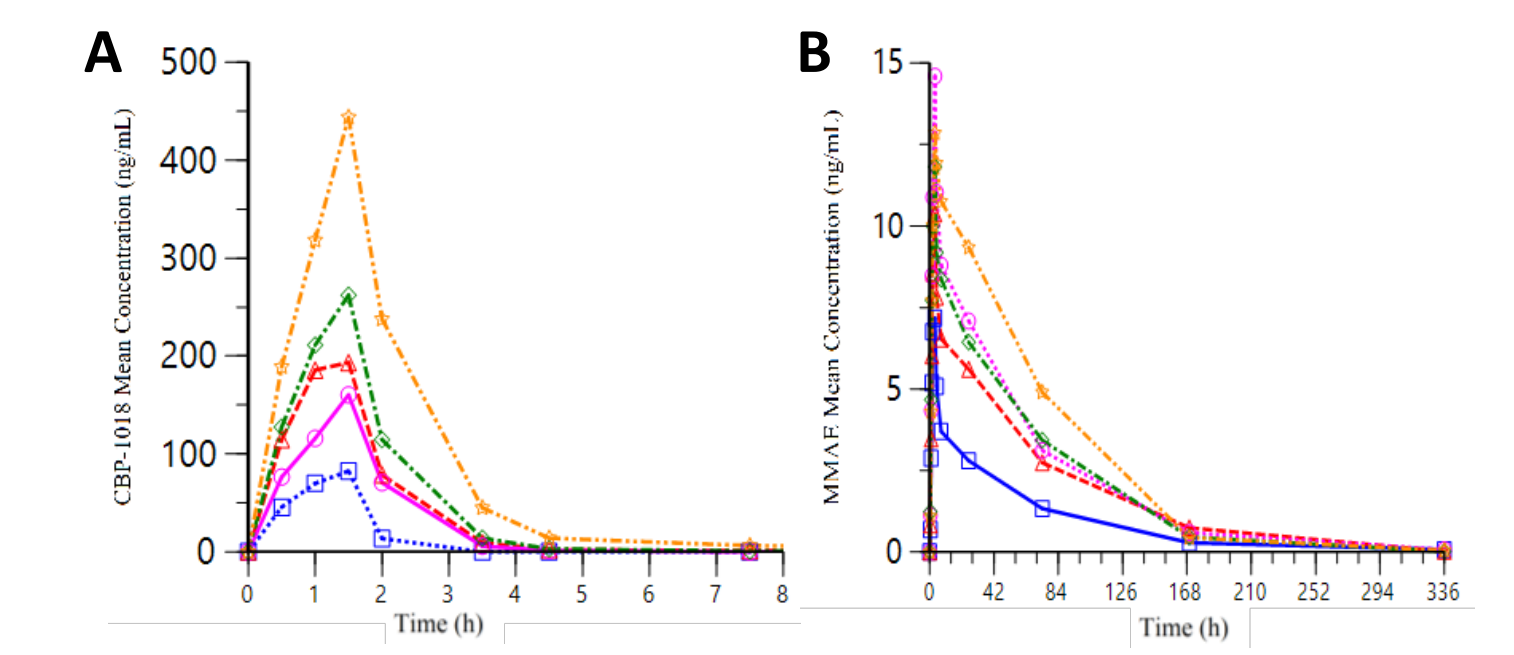 A
B
CBP-1018 Mean Concentration (ng/mL)
500
400
300
200
100
0
0 1 2 3 4 5 6 7 8
Time (h)
MMAE Mean Concentration (ng/mL)
15
10
5
0
0 42 84 126 168 210 252 294 336
Time (h)